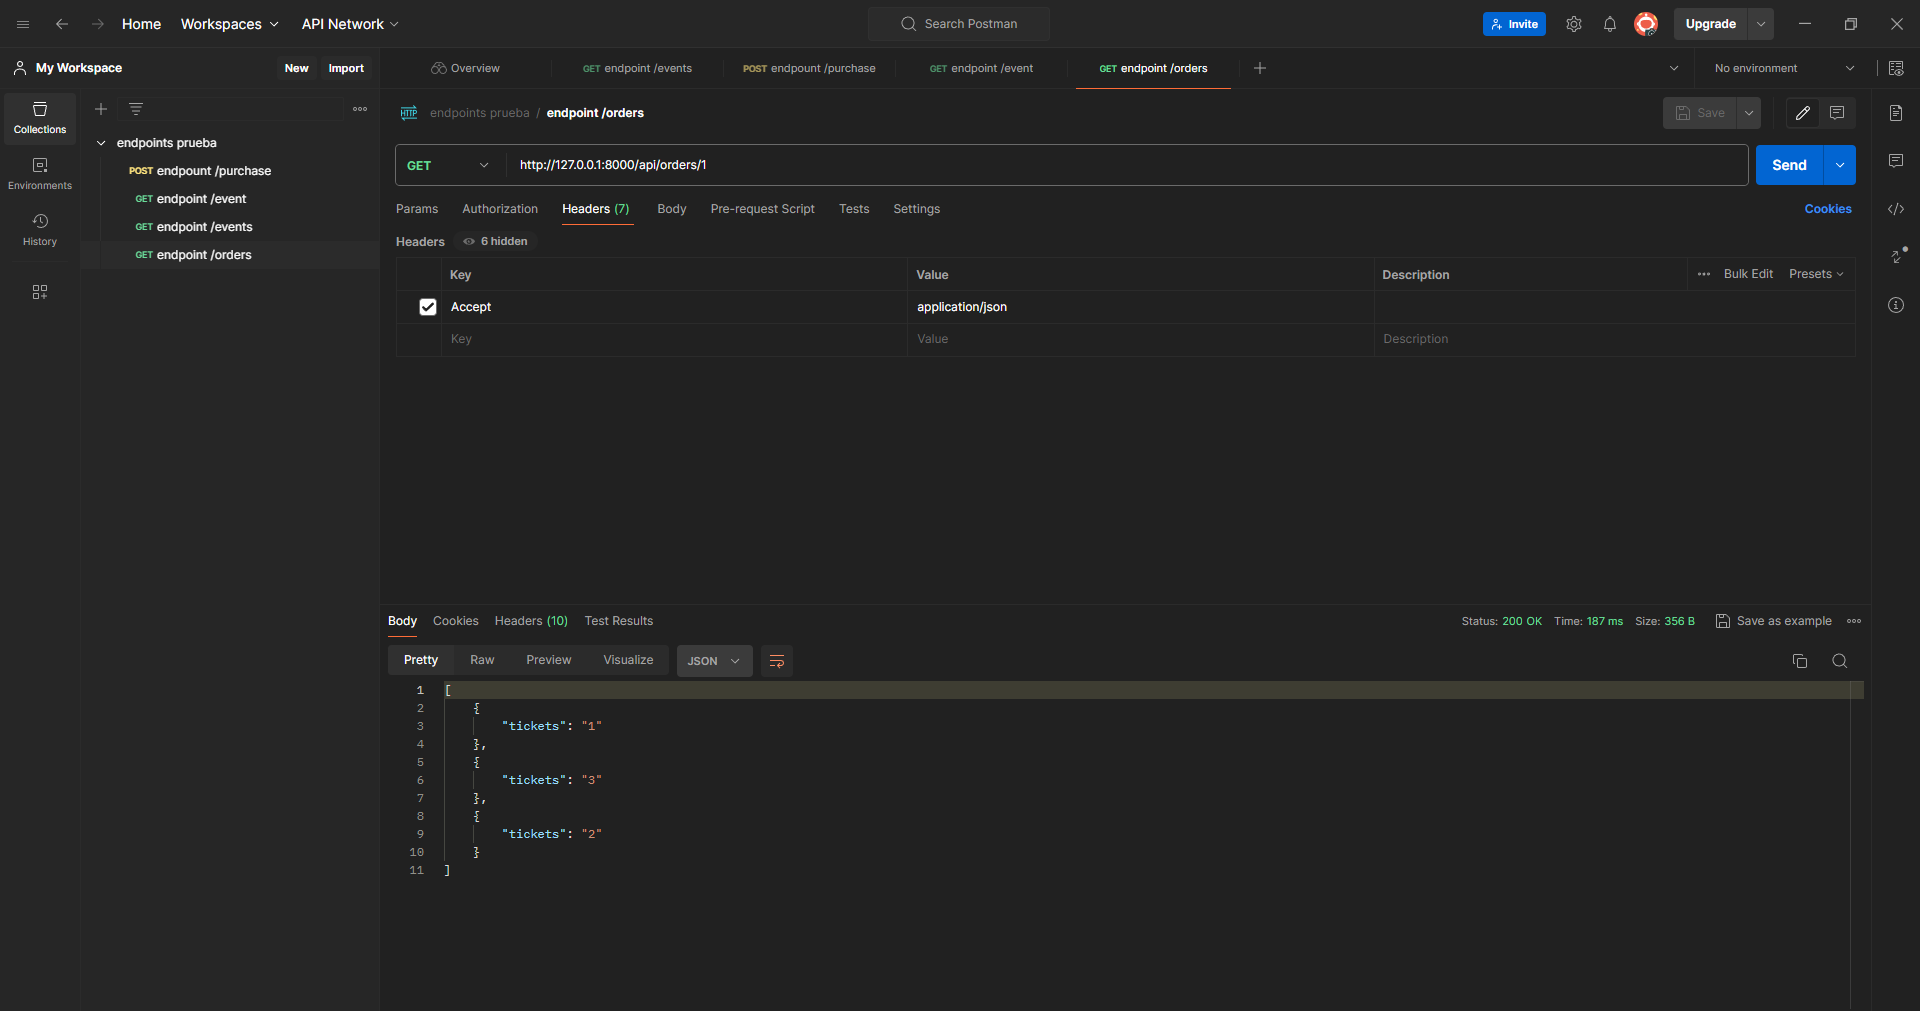 Home Workspaces API Network Search Postman Invite Upgrade
My Workspace New Import Overview GET endpoint /events POST endpount /purchase GET endpoint /event GET endpoint /orders No environment
Collections
Environments
History
endpoints prueba
POST endpount /purchase
GET endpoint /event
GET endpoint /events
GET endpoint /orders
HTTP endpoints prueba / endpoint /orders Save
GET http://127.0.0.1:8000/api/orders/1 Send
Params Authorization Headers (7) Body Pre-request Script Tests Settings Cookies
Headers 6 hidden
Key Value Description Bulk Edit Presets
Accept application/json
Key Value Description
Body Cookies Headers (10) Test Results Status: 200 OK Time: 187 ms Size: 356 B Save as example
Pretty Raw Preview Visualize JSON
1 [
2 {
3 "tickets": "1"
4 },
5 {
6 "tickets": "3"
7 },
8 {
9 "tickets": "2"
10 }
11 ]